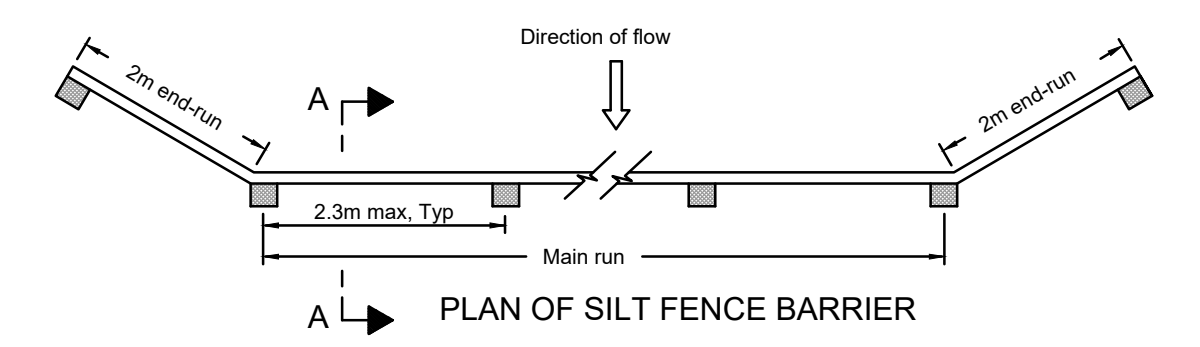 Direction of flow
2m end-run
A
2m end-run
2.3m max, Typ
Main run
A
PLAN OF SILT FENCE BARRIER